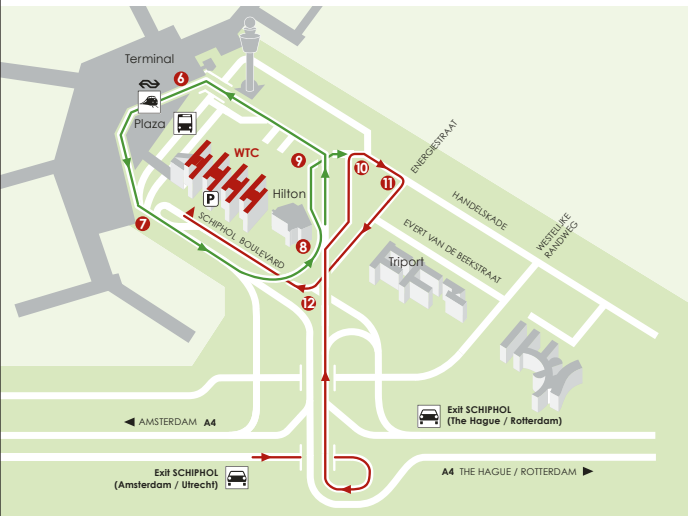 Terminal
6
Plaza
WTC
9
10
11
ENERGIESTRAAT
P
Hilton
HANDELSKADE
7
SCHIPHOL BOULEVARD
8
EVERT VAN DE BEEKSTRAAT
WESTELIJKE
RANDWEG
Triport
12
AMSTERDAM A4
Exit SCHIPHOL
(The Hague / Rotterdam)
Exit SCHIPHOL
(Amsterdam / Utrecht)
A4 THE HAGUE / ROTTERDAM